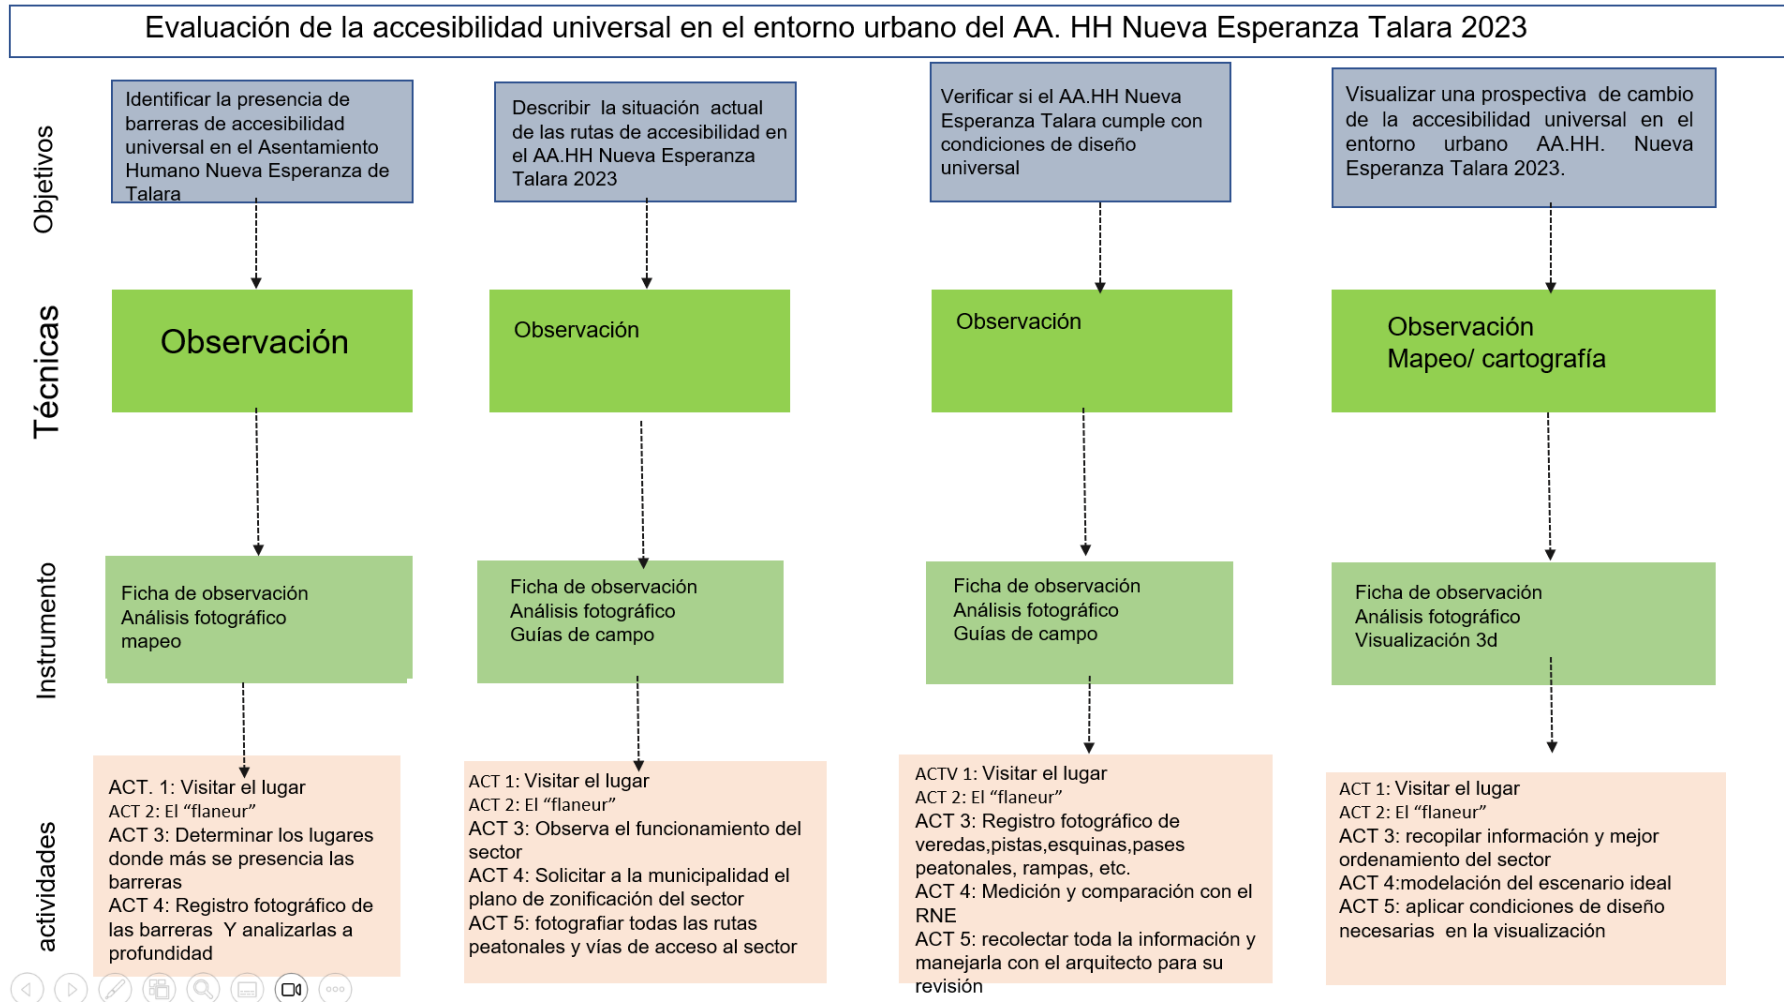 Evaluación de la accesibilidad universal en el entorno urbano del AA. HH Nueva Esperanza Talara 2023
Objetivos
Identificar la presencia de
barreras de accesibilidad
universal en el Asentamiento
Humano Nueva Esperanza de
Talara
Describir la situación actual
de las rutas de accesibilidad en
el AA.HH Nueva Esperanza
Talara 2023
Verificar si el AA.HH Nueva
Esperanza Talara cumple con
condiciones de diseño
universal
Visualizar una prospectiva de cambio
de la accesibilidad universal en el
entorno urbano AA.HH. Nueva
Esperanza Talara 2023.
Técnicas
Observación
Observación
Observación
Observación
Mapeo/ cartografía
Instrumento
Ficha de observación
Análisis fotográfico
mapeo
Ficha de observación
Análisis fotográfico
Guías de campo
Ficha de observación
Análisis fotográfico
Guías de campo
Ficha de observación
Análisis fotográfico
Visualización 3d
actividades
ACT. 1: Visitar el lugar
ACT 2: El “flaneur”
ACT 3: Determinar los lugares
donde más se presencia las
barreras
ACT 4: Registro fotográfico de
las barreras Y analizarlas a
profundidad
ACT 1: Visitar el lugar
ACT 2: El “flaneur”
ACT 3: Observa el funcionamiento del
sector
ACT 4: Solicitar a la municipalidad el
plano de zonificación del sector
ACT 5: fotografiar todas las rutas
peatonales y vías de acceso al sector
ACTV 1: Visitar el lugar
ACT 2: El “flaneur”
ACT 3: Registro fotográfico de
veredas,pistas,esquinas,pases
peatonales, rampas, etc.
ACT 4: Medición y comparación con el
RNE
ACT 5: recolectar toda la información y
manejarla con el arquitecto para su
revisión
ACT 1: Visitar el lugar
ACT 2: El “flaneur”
ACT 3: recopilar información y mejor
ordenamiento del sector
ACT 4:modelación del escenario ideal
ACT 5: aplicar condiciones de diseño
necesarias en la visualización